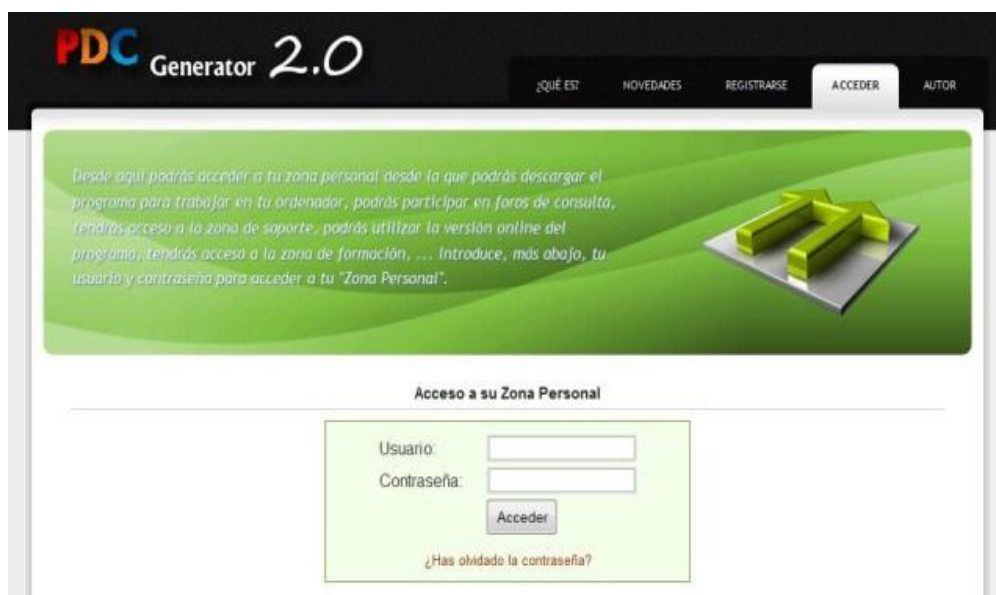 PDC Generator 2.0
¿QUÉ ES? NOVEDADES REGISTRARSE ACCEDER AUTOR
Desde aquí podrás acceder a tu zona personal desde la que podrás descargar el
programa para trabajar en tu ordenador, podrás participar en foros de consulta,
tendrás acceso a la zona de soporte, podrás utilizar la versión online del
programa, tendrás acceso a la zona de formación, ... Introduce, más abajo, tu
usuario y contraseña para acceder a tu "Zona Personal".
Acceso a su Zona Personal
Usuario:
Contraseña:
Acceder
¿Has olvidado la contraseña?